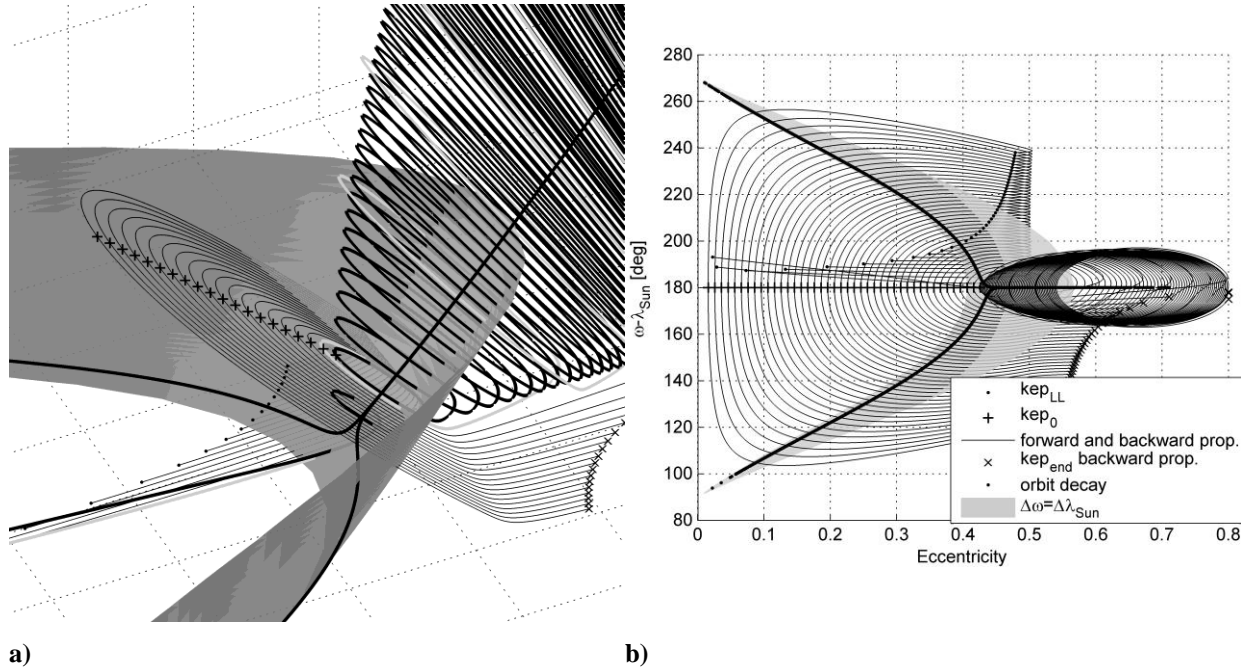 280
260
240
220
200
180
160
140
120
100
80
ω-λSun [deg]
0
0.1
0.2
0.3
0.4
0.5
0.6
0.7
0.8
Eccentricity
kepLL
kep0
forward and backward prop.
kepend backward prop.
orbit decay
Δω=ΔλSun
a)
b)